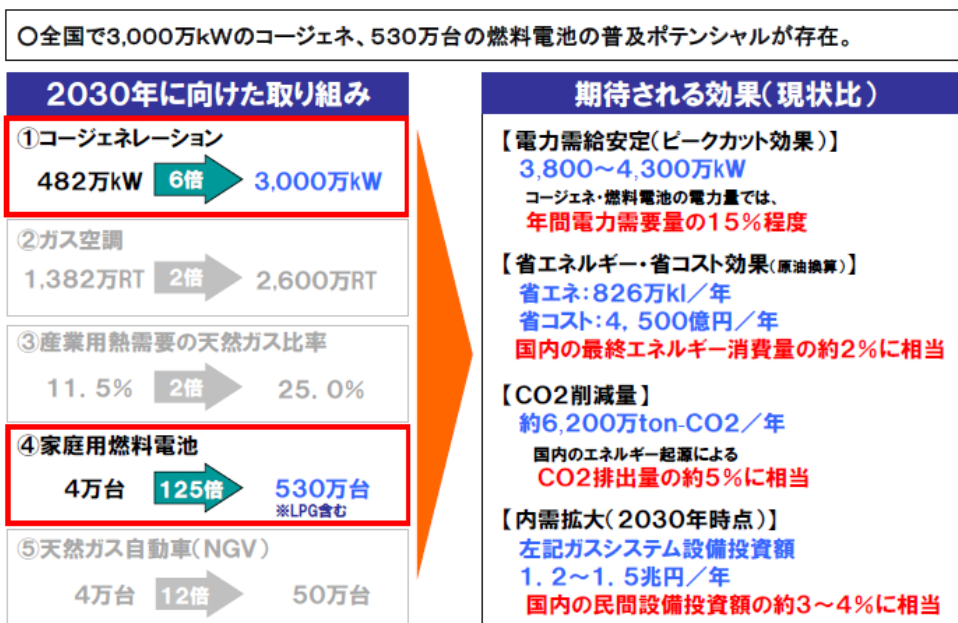 ○全国で3,000万kWのコージェネ、530万台の燃料電池の普及ポテンシャルが存在。
2030年に向けた取り組み
①コージェネレーション
482万kW 6倍 3,000万kW
②ガス空調
1,382万RT 2倍 2,600万RT
③産業用熱需要の天然ガス比率
11.5% 2倍 25.0%
④家庭用燃料電池
4万台 125倍 530万台
※LPG含む
⑤天然ガス自動車(NGV)
4万台 12倍 50万台
期待される効果(現状比)
【電力需給安定(ピークカット効果)】
3,800～4,300万kW
コージェネ・燃料電池の電力量では、
年間電力需要量の15%程度
【省エネルギー・省コスト効果(原油換算)】
省エネ:826万kl／年
省コスト:4,500億円／年
国内の最終エネルギー消費量の約2%に相当
【CO2削減量】
約6,200万ton-CO2／年
国内のエネルギー起源による
CO2排出量の約5%に相当
【内需拡大(2030年時点)】
左記ガスシステム設備投資額
1.2～1.5兆円／年
国内の民間設備投資額の約3～4%に相当